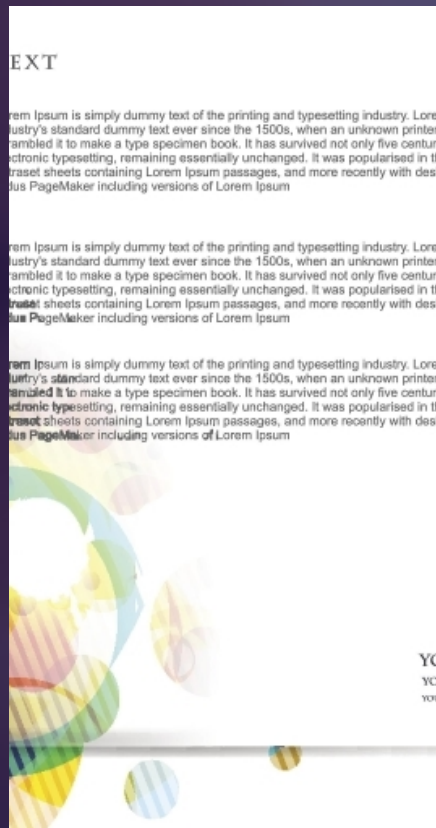 EXT
rem Ipsum is simply dummy text of the printing and typesetting industry. Lore
lustry's standard dummy text ever since the 1500s, when an unknown printe
rambled it to make a type specimen book. It has survived not only five centur
ectronic typesetting, remaining essentially unchanged. It was popularised in th
traset sheets containing Lorem Ipsum passages, and more recently with des
dus PageMaker including versions of Lorem Ipsum
rem Ipsum is simply dummy text of the printing and typesetting industry. Lore
lustry's standard dummy text ever since the 1500s, when an unknown printe
rambled it to make a type specimen book. It has survived not only five centur
ectronic typesetting, remaining essentially unchanged. It was popularised in th
traset sheets containing Lorem Ipsum passages, and more recently with des
dus PageMaker including versions of Lorem Ipsum
rem Ipsum is simply dummy text of the printing and typesetting industry. Lore
lustry's standard dummy text ever since the 1500s, when an unknown printe
rambled it to make a type specimen book. It has survived not only five centur
ectronic typesetting, remaining essentially unchanged. It was popularised in th
traset sheets containing Lorem Ipsum passages, and more recently with des
dus PageMaker including versions of Lorem Ipsum
YO
YO
YOU